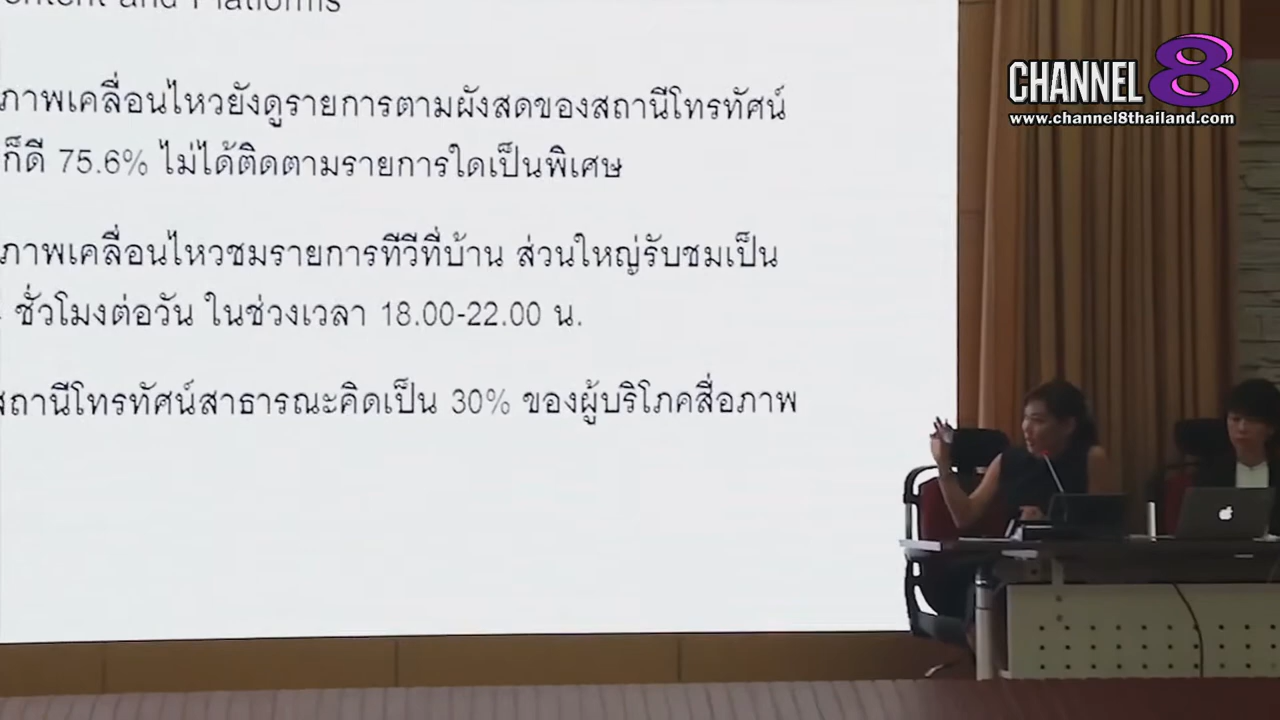 Content and Platforms
CHANNEL 8
www.channel8thailand.com
ภาพเคลื่อนไหวยังดูรายการตามผังสดของสถานีโทรทัศน์
ก็ดี 75.6% ไม่ได้ติดตามรายการใดเป็นพิเศษ
ภาพเคลื่อนไหวชมรายการทีวีที่บ้าน ส่วนใหญ่รับชมเป็น
ชั่วโมงต่อวัน ในช่วงเวลา 18.00-22.00 น.
สถานีโทรทัศน์สาธารณะคิดเป็น 30% ของผู้บริโภคสื่อภาพ